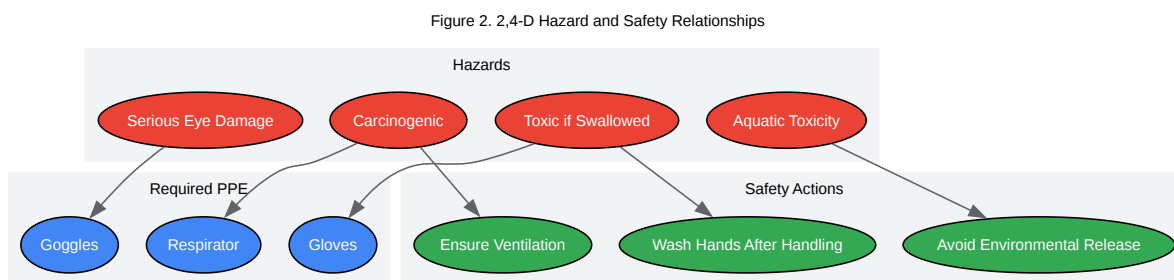 Figure 2. 2,4-D Hazard and Safety Relationships
Hazards
Serious Eye Damage
Carcinogenic
Toxic if Swallowed
Aquatic Toxicity
Required PPE
Safety Actions
Goggles
Respirator
Gloves
Ensure Ventilation
Wash Hands After Handling
Avoid Environmental Release